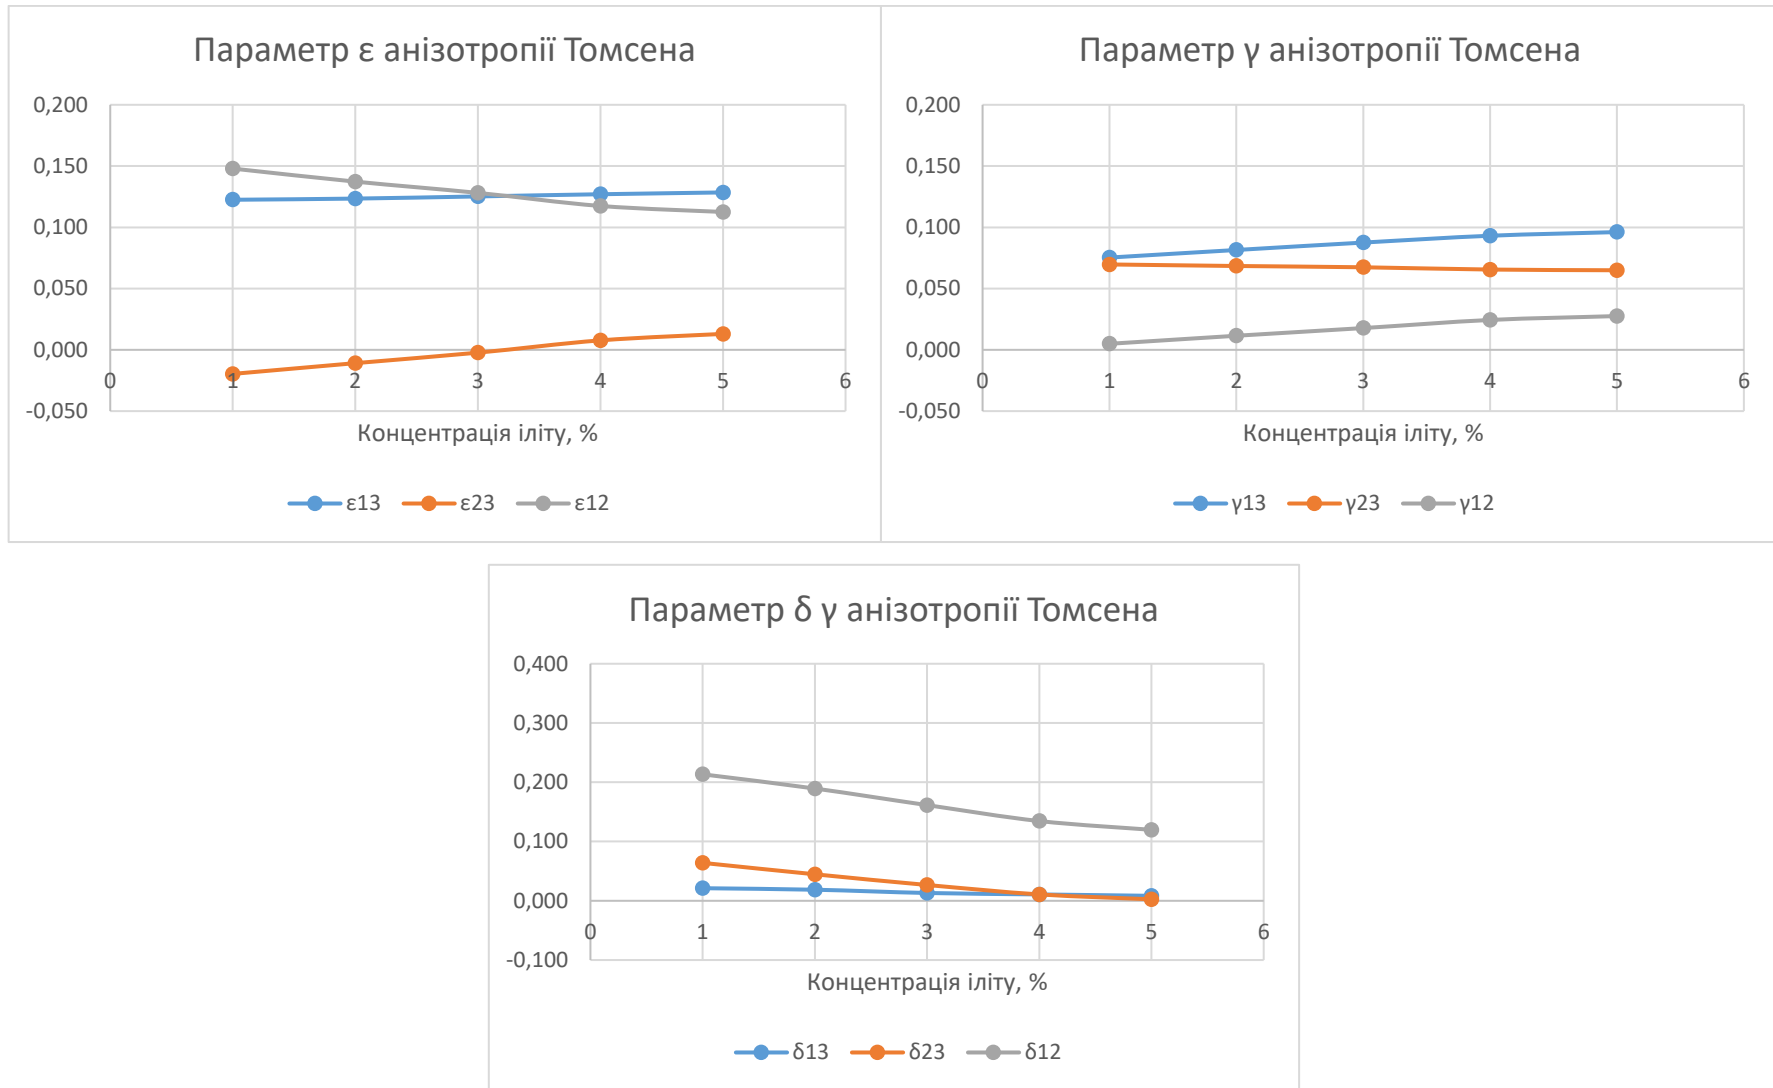 Параметр ε анізотропії Томсена
0,200
0,150
0,100
0,050
0,000
-0,050
0 1 2 3 4 5 6
Концентрація іліту, %
ε13 ε23 ε12
Параметр γ анізотропії Томсена
0,200
0,150
0,100
0,050
0,000
-0,050
0 1 2 3 4 5 6
Концентрація іліту, %
γ13 γ23 γ12
Параметр δ γ анізотропії Томсена
0,400
0,300
0,200
0,100
0,000
-0,100
0 1 2 3 4 5 6
Концентрація іліту, %
δ13 δ23 δ12